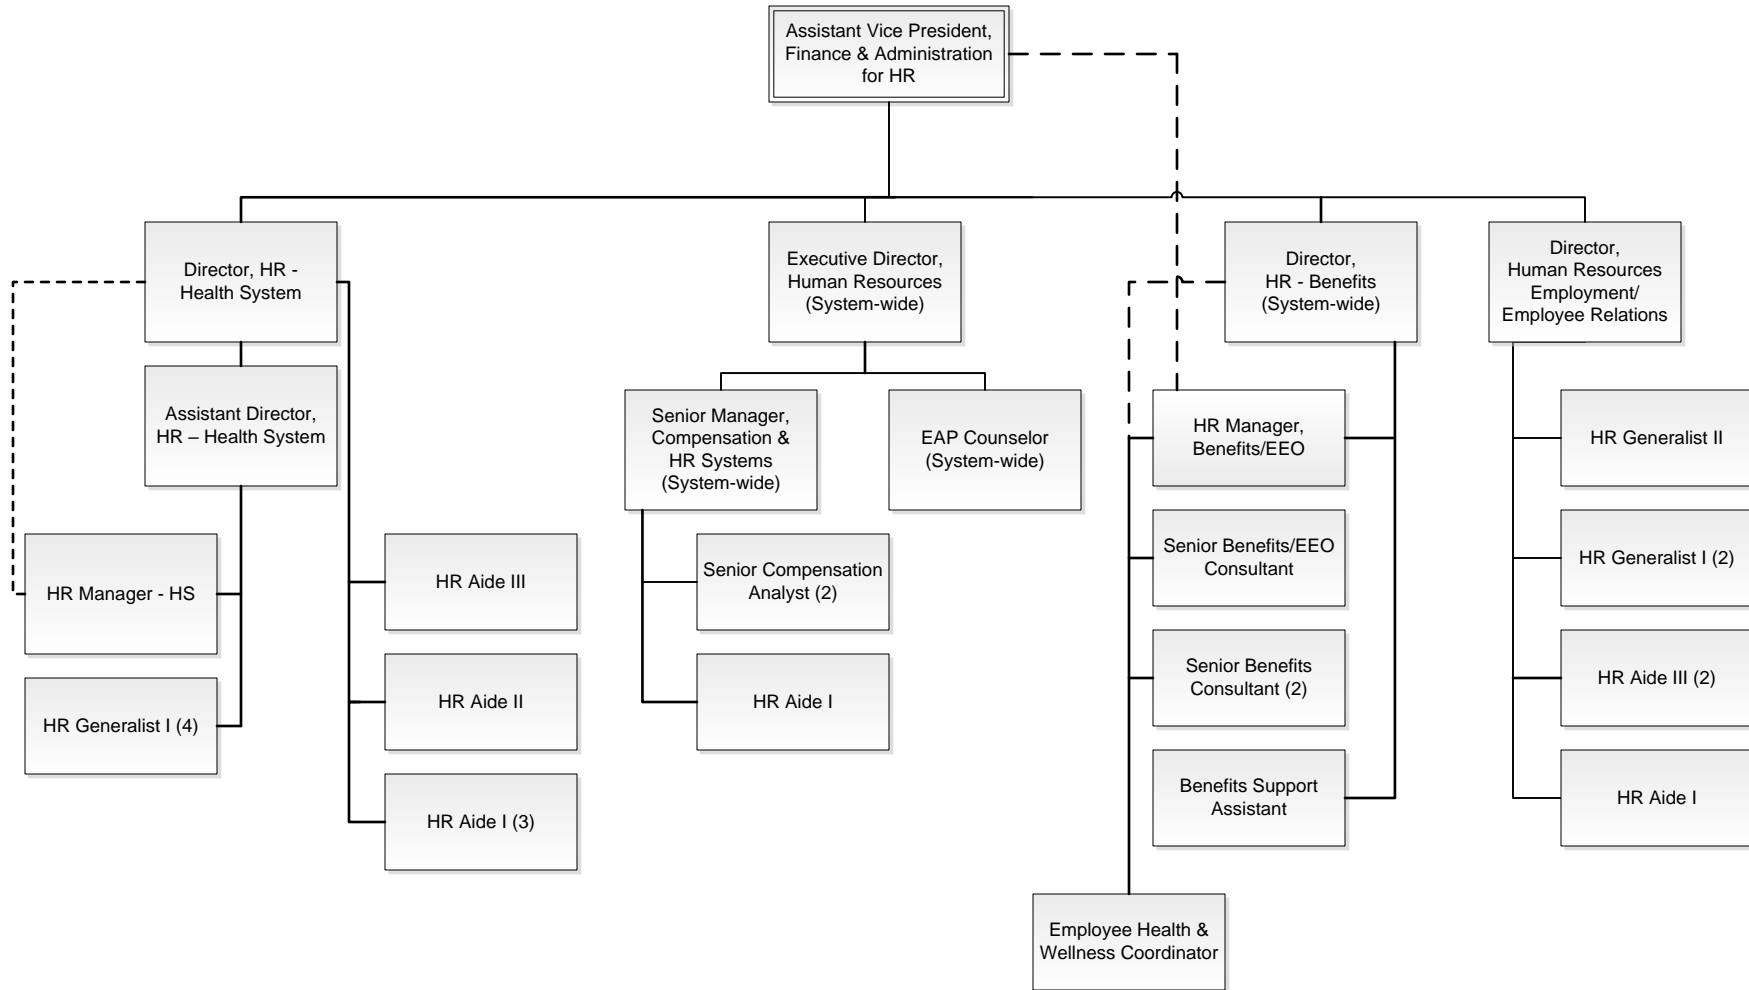 Assistant Vice President,
Finance & Administration
for HR
Director, HR -
Health System
Executive Director,
Human Resources
(System-wide)
Director,
HR - Benefits
(System-wide)
Director,
Human Resources
Employment/
Employee Relations
Assistant Director,
HR – Health System
Senior Manager,
Compensation &
HR Systems
(System-wide)
EAP Counselor
(System-wide)
HR Manager,
Benefits/EEO
HR Generalist II
HR Manager - HS
HR Aide III
Senior Compensation
Analyst (2)
Senior Benefits/EEO
Consultant
HR Generalist I (2)
HR Generalist I (4)
HR Aide II
HR Aide I
Senior Benefits
Consultant (2)
HR Aide III (2)
HR Aide I (3)
Benefits Support
Assistant
HR Aide I
Employee Health &
Wellness Coordinator